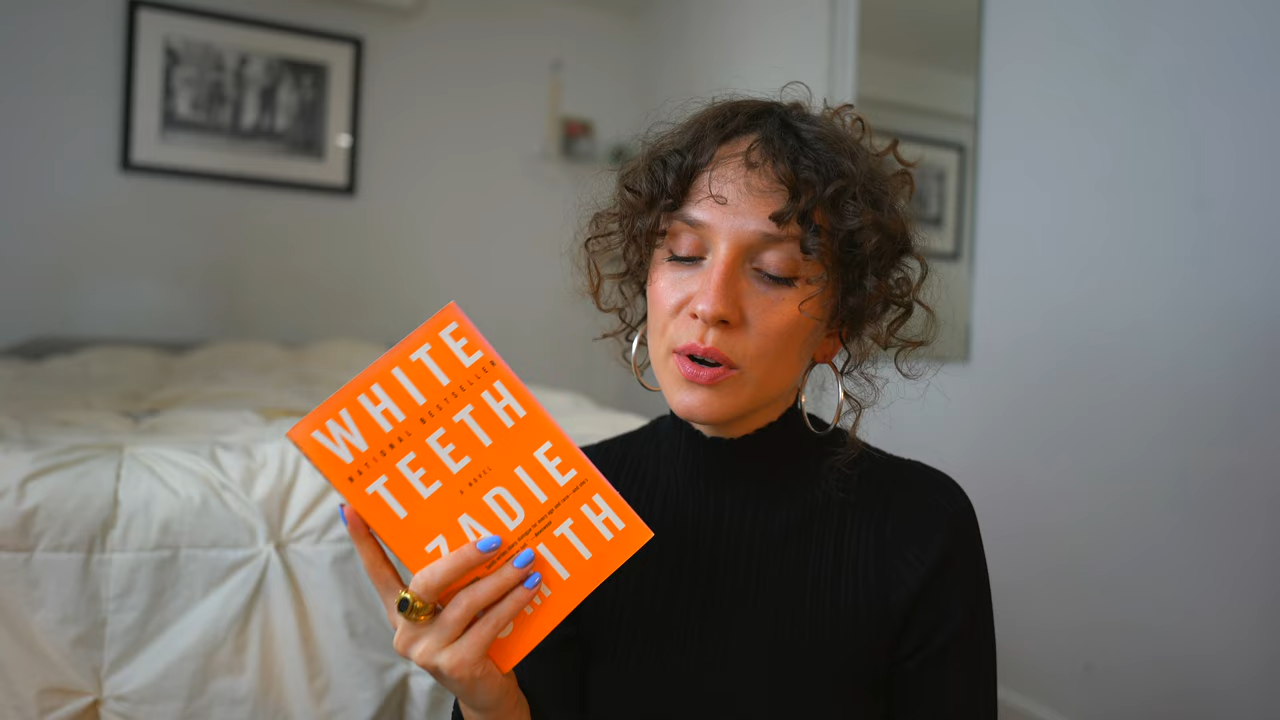 WHITE
NATIONAL BESTSELLER
TEETH
A NOVEL
ZADIE
SMITH